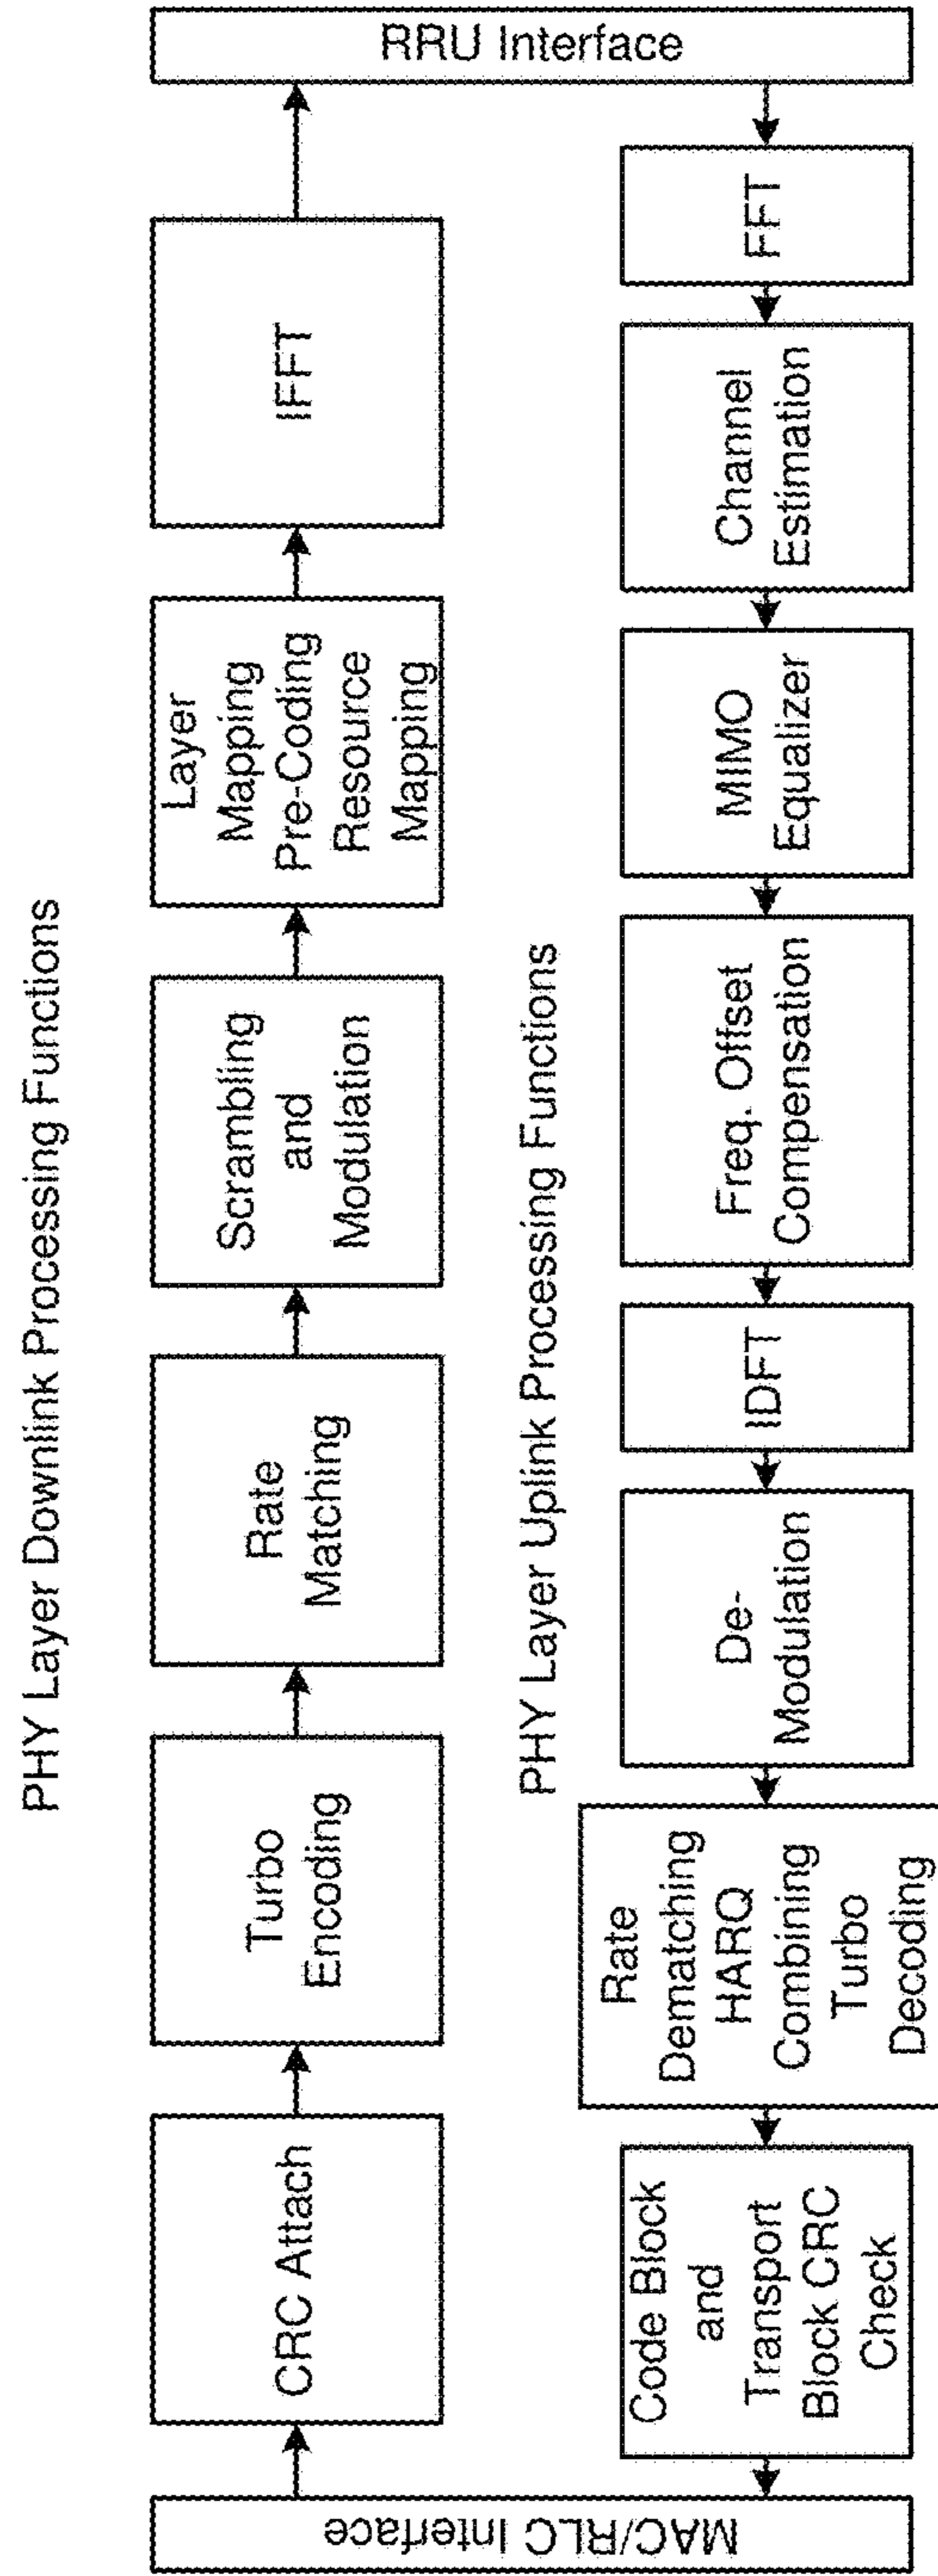 PHY Layer Downlink Processing Functions
MAC/RLC Interface
CRC Attach
Turbo
Encoding
Rate
Matching
Scrambling
and
Modulation
Layer
Mapping
Pre-Coding
Resource
Mapping
IFFT
RRU Interface
PHY Layer Uplink Processing Functions
Code Block
and
Transport
Block CRC
Check
Rate
Dematching
HARQ
Combining
Turbo
Decoding
De-
Modulation
IDFT
Freq. Offset
Compensation
MIMO
Equalizer
Channel
Estimation
FFT